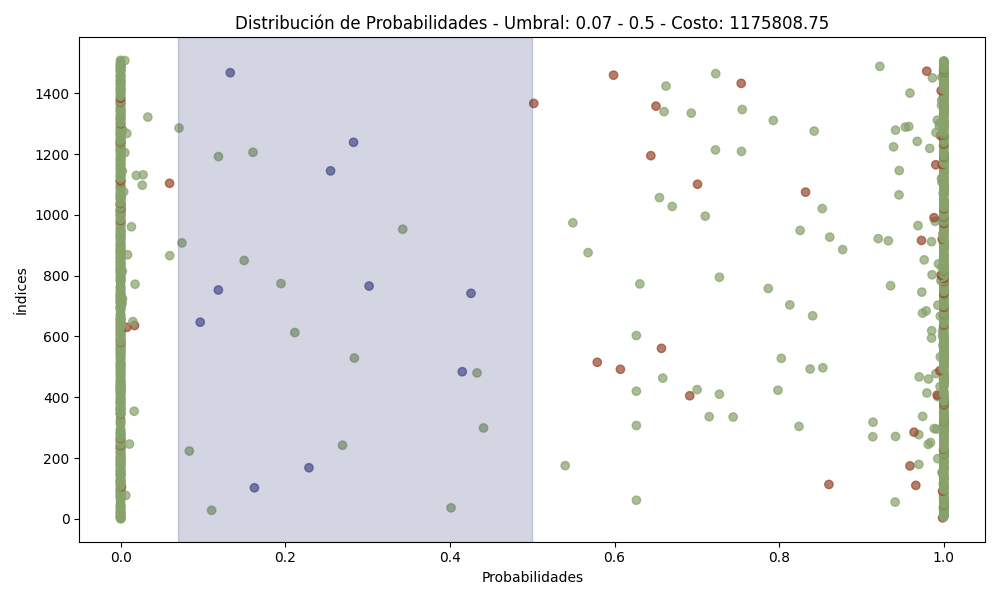 Distribución de Probabilidades - Umbral: 0.07 - 0.5 - Costo: 1175808.75
1400
1200
1000
800
600
400
200
0
Índices
0.0 0.2 0.4 0.6 0.8 1.0
Probabilidades